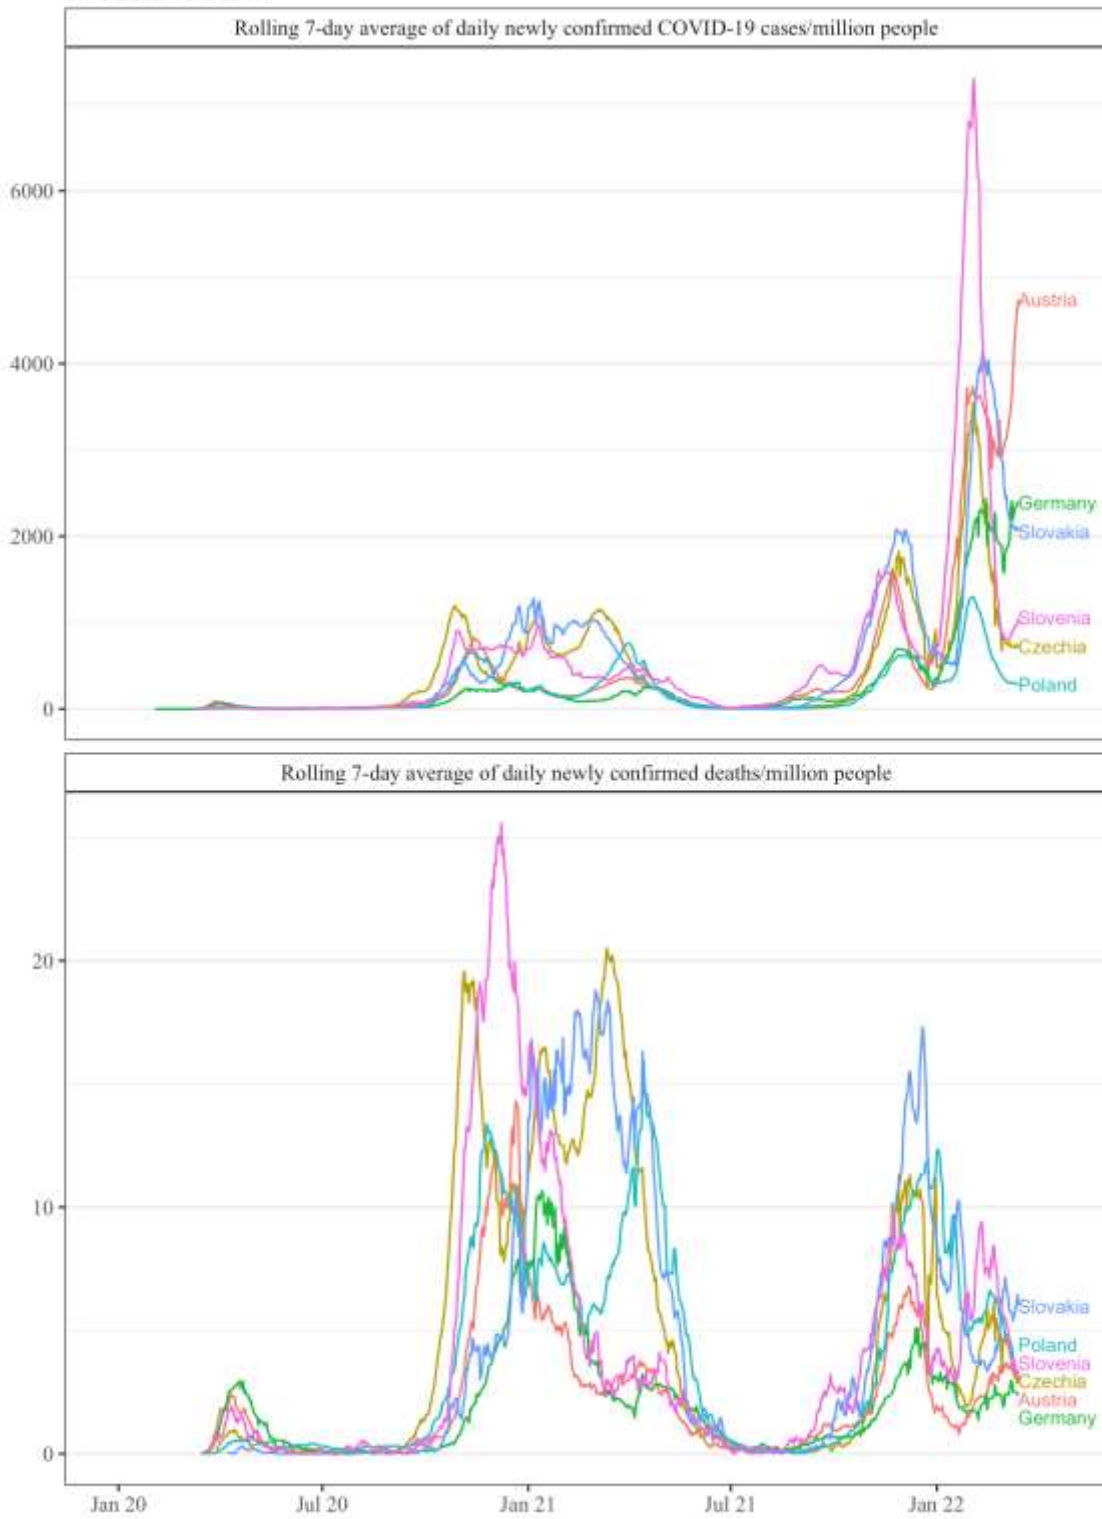 Rolling 7-day average of daily newly confirmed COVID-19 cases/million people
6000
4000
2000
0
Austria
Germany
Slovakia
Slovenia
Czechia
Poland
Rolling 7-day average of daily newly confirmed deaths/million people
20
10
0
Slovakia
Poland
Slovenia
Czechia
Austria
Germany
Jan 20 Jul 20 Jan 21 Jul 21 Jan 22